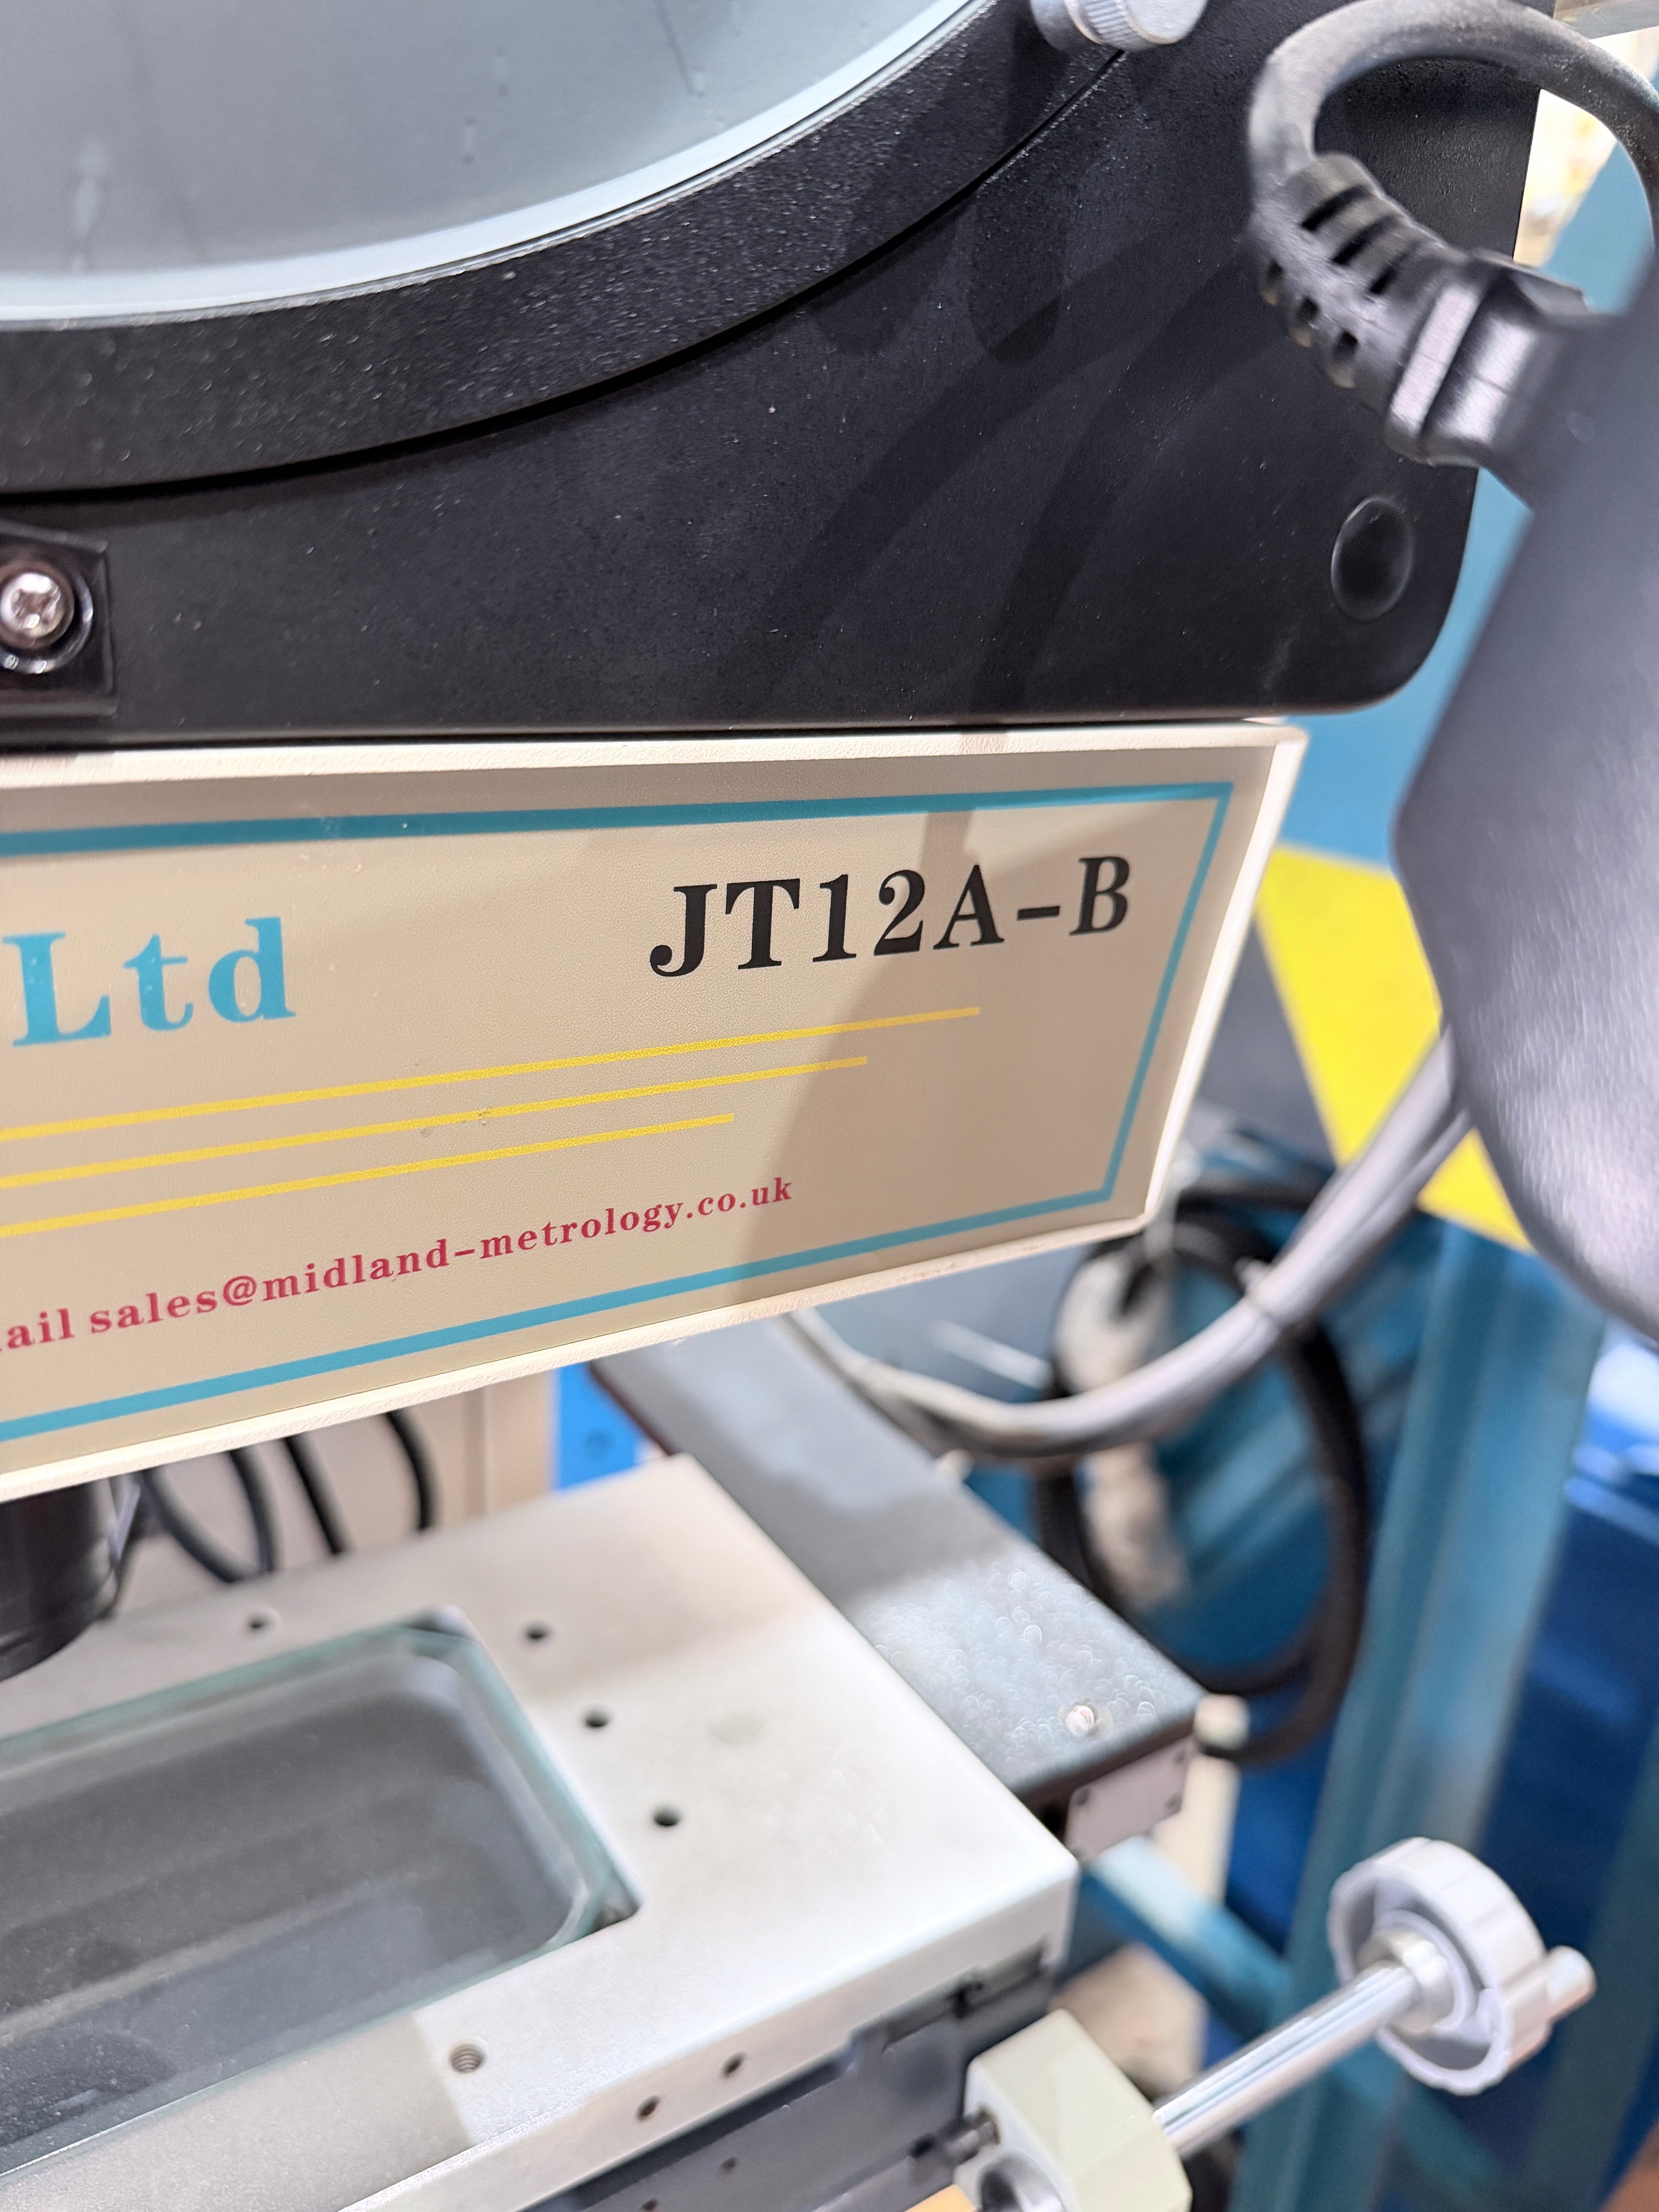 Ltd
JT12A-B
sales@midland-metrology.co.uk